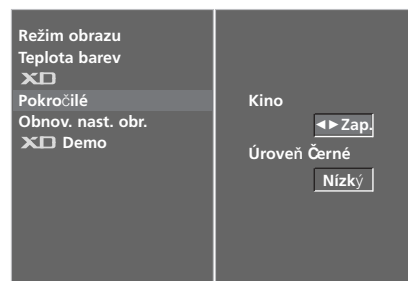 Režim obrazu
Teplota barev
XD
Pokročilé
Obnov. nast. obr.
XD Demo
Kino
◄► Zap.
Úroveň Černé
Nízký